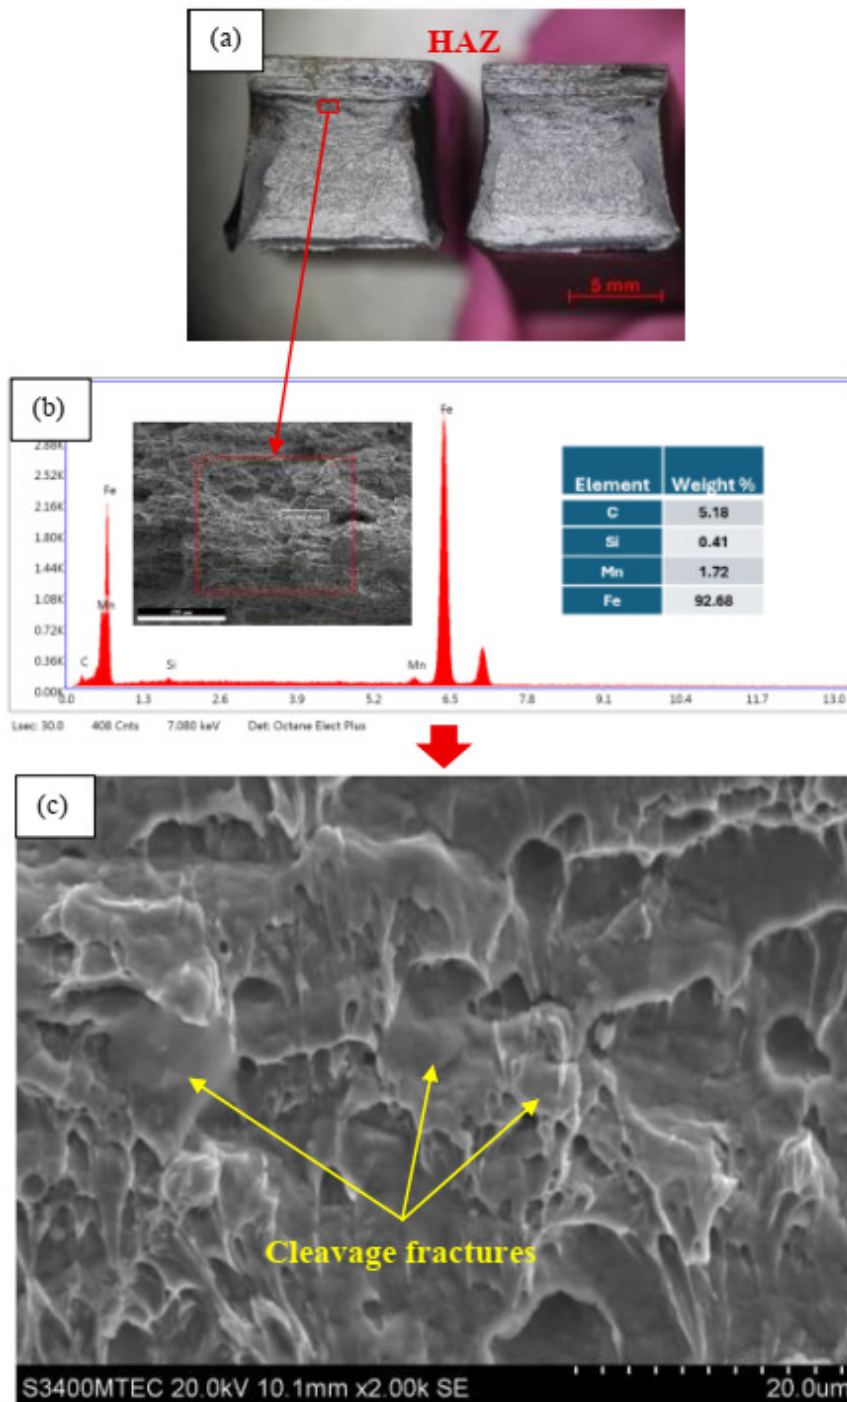 (a)
HAZ
5 mm
(b)
Fe
2.88K
2.52K
Fe
2.16K
1.80K
1.44K
1.08K
Mn
0.72K
0.36K
C
Si
Mn
0.00K
0.0 1.3 2.6 3.9 5.2 6.5 7.8 9.1 10.4 11.7 13.0
Element Weight %
C 5.18
Si 0.41
Mn 1.72
Fe 92.68
Lsec: 30.0 408 Cnts 7.080 keV Det: Octane Elect Plus
(c)
Cleavage fractures
S3400MTEC 20.0kV 10.1mm x2.00k SE 20.0um